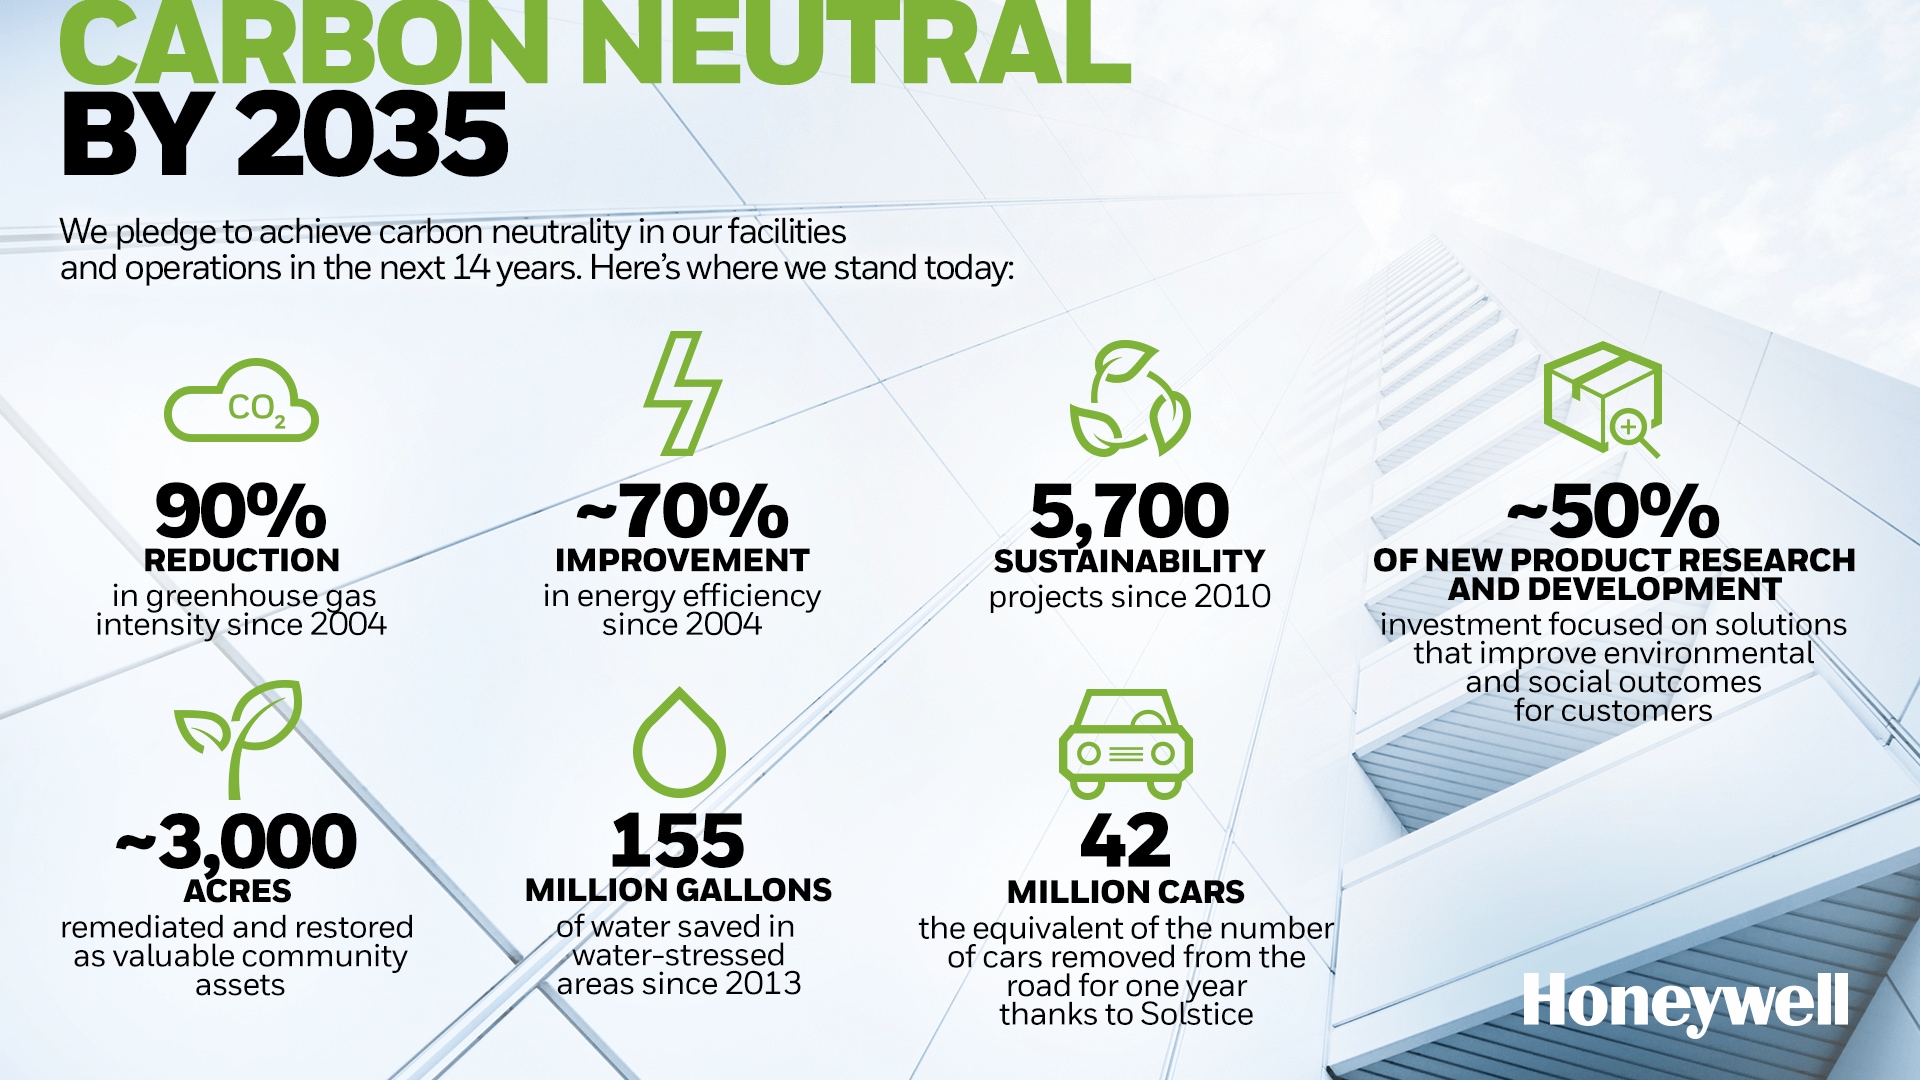 CARBON NEUTRAL
BY 2035
We pledge to achieve carbon neutrality in our facilities
and operations in the next 14 years. Here's where we stand today:
CO₂
90%
REDUCTION
in greenhouse gas
intensity since 2004
~70%
IMPROVEMENT
in energy efficiency
since 2004
5,700
SUSTAINABILITY
projects since 2010
~50%
OF NEW PRODUCT RESEARCH
AND DEVELOPMENT
investment focused on solutions
that improve environmental
and social outcomes
for customers
~3,000
ACRES
remediated and restored
as valuable community
assets
155
MILLION GALLONS
of water saved in
water-stressed
areas since 2013
42
MILLION CARS
the equivalent of the number
of cars removed from the
road for one year
thanks to Solstice
Honeywell